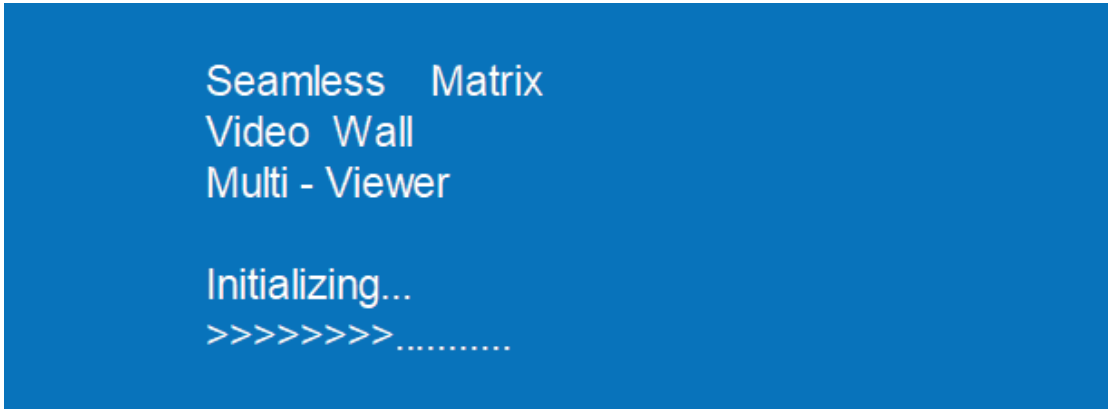 Seamless Matrix
Video Wall
Multi - Viewer
Initializing...
>>>>>>>>..........